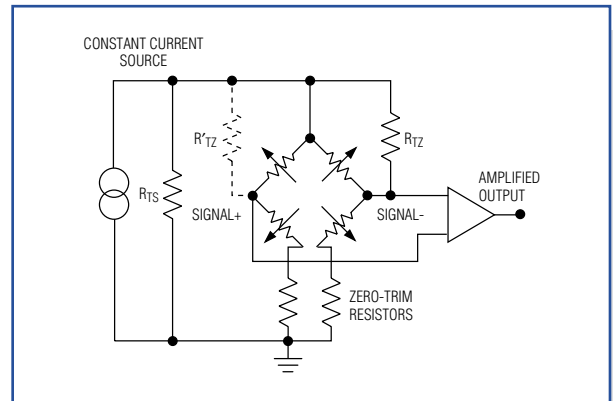 CONSTANT CURRENT
SOURCE
R′TZ
RTZ
RTS
AMPLIFIED
OUTPUT
SIGNAL+
SIGNAL-
ZERO-TRIM
RESISTORS